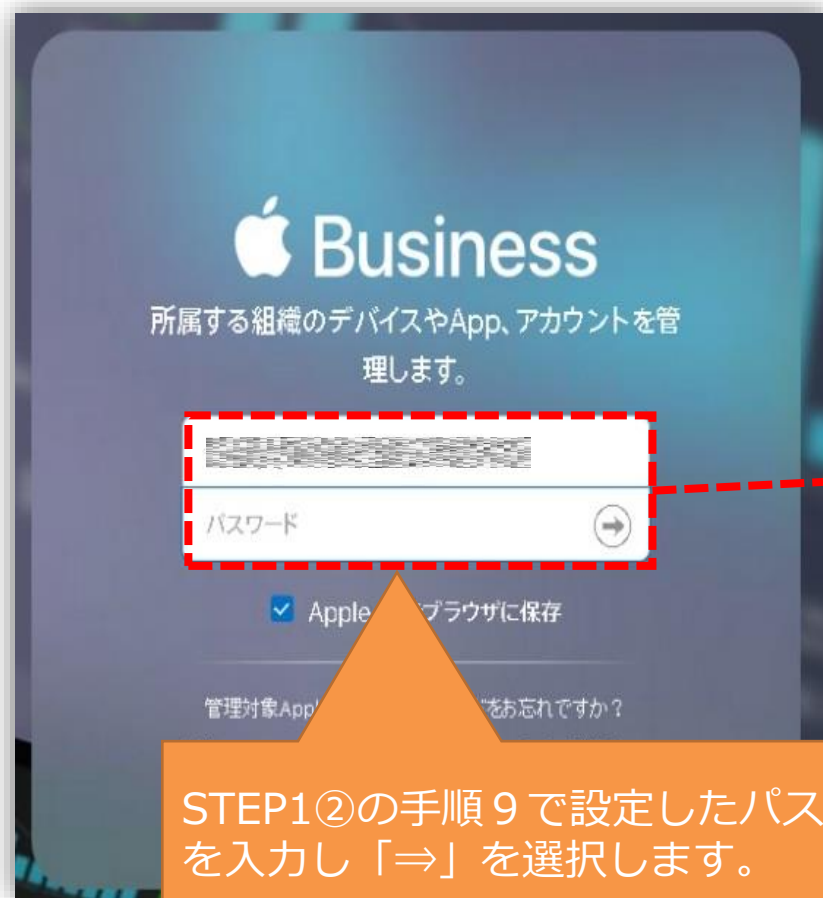 Business
所属する組織のデバイスやApp、アカウントを管
理します。
パスワード
Apple ブラウザに保存
管理対象App をお忘れですか？
STEP1②の手順９で設定したパス
を入力し「⇒」を選択します。